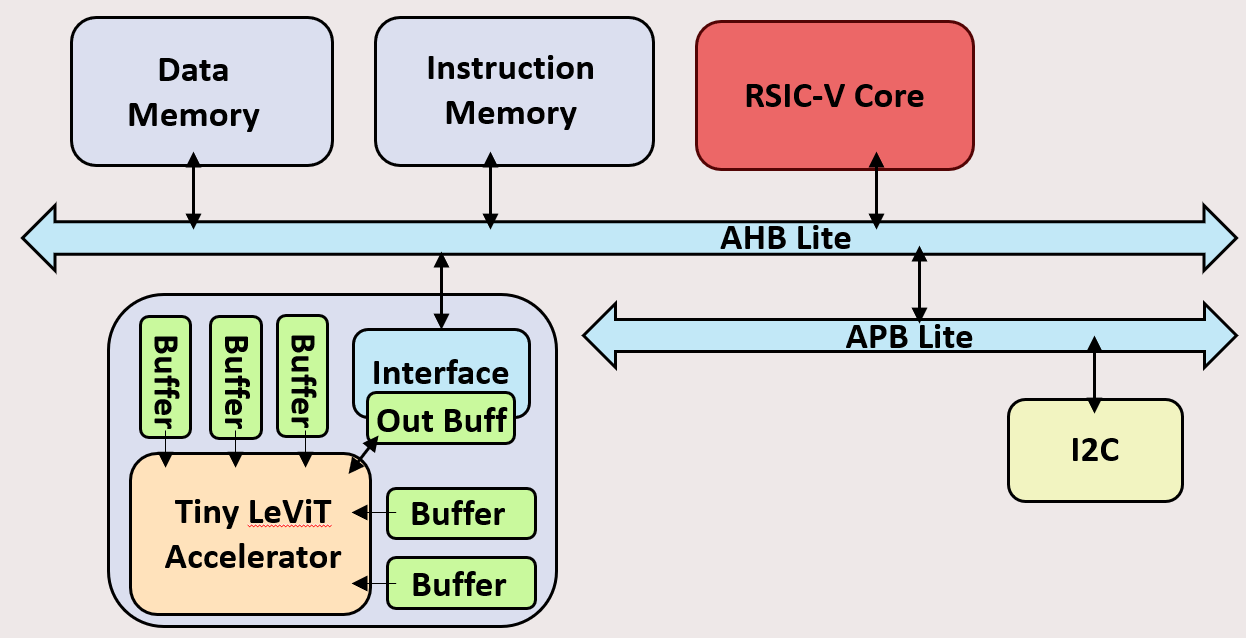 Data
Memory
Instruction
Memory
RSIC-V Core
AHB Lite
APB Lite
Buffer
Buffer
Buffer
Interface
Out Buff
I2C
Tiny LeViT
Accelerator
Buffer
Buffer